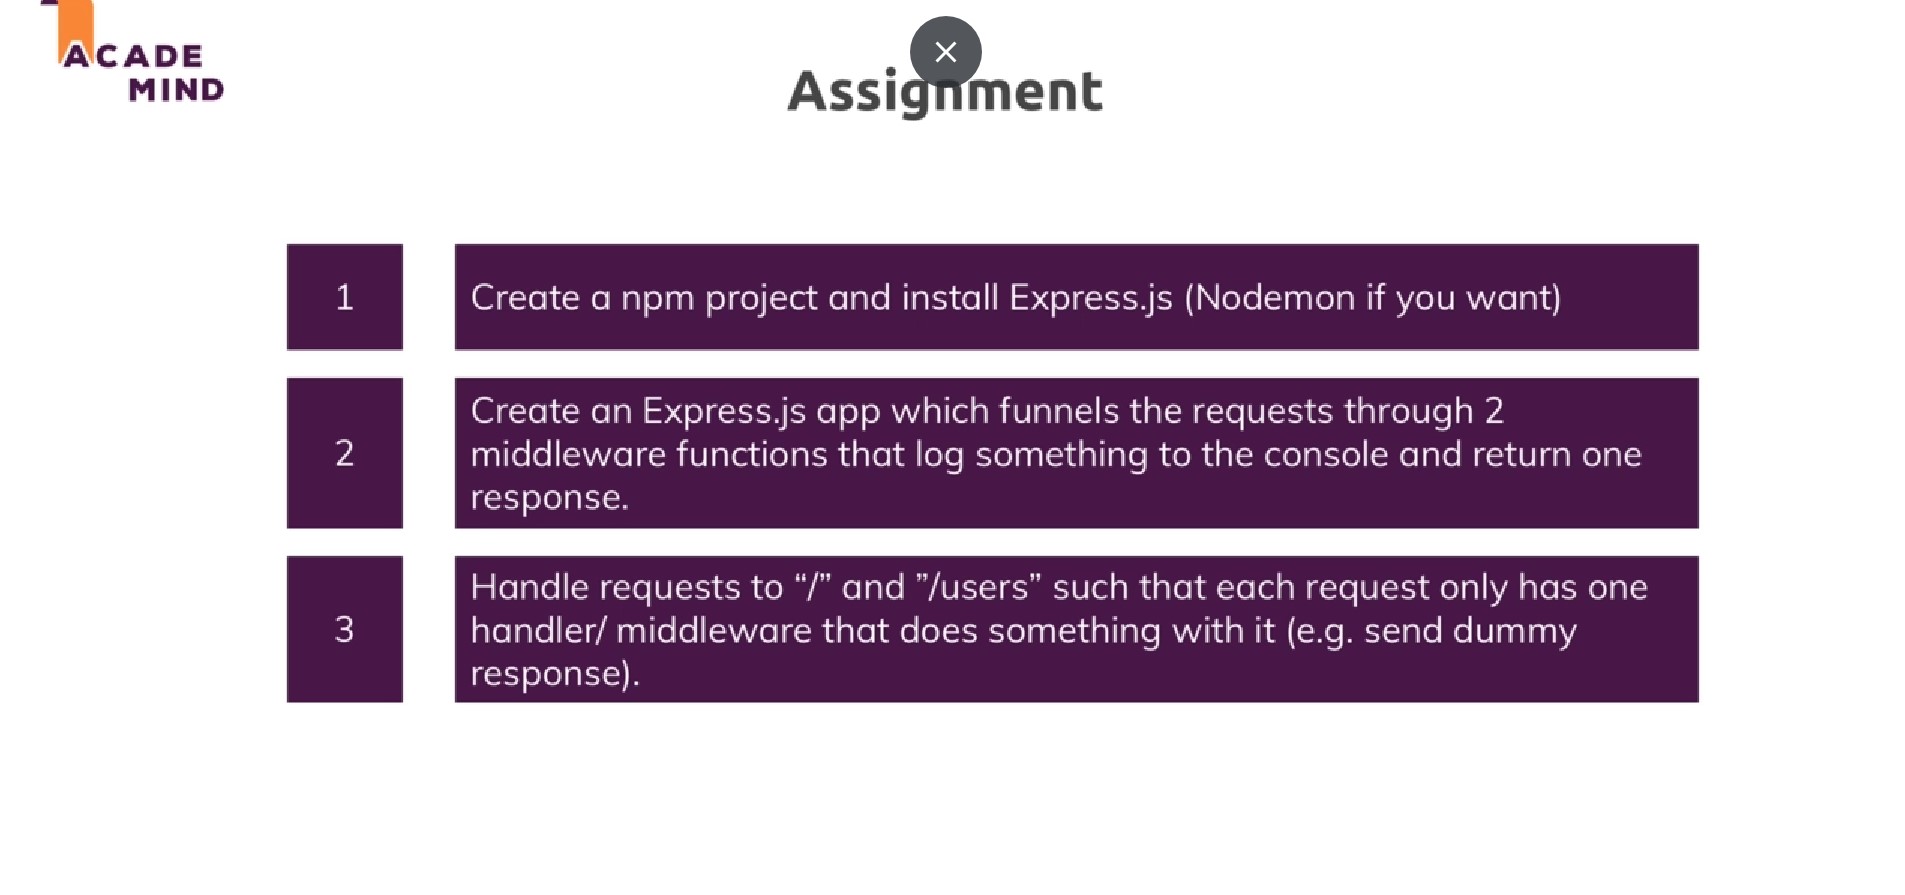 ACADE
MIND
Assignment
1
Create a npm project and install Express.js (Nodemon if you want)
2
Create an Express.js app which funnels the requests through 2
middleware functions that log something to the console and return one
response.
3
Handle requests to “/” and ”/users” such that each request only has one
handler/ middleware that does something with it (e.g. send dummy
response).